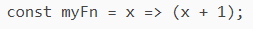 const myFn = x => (x + 1);